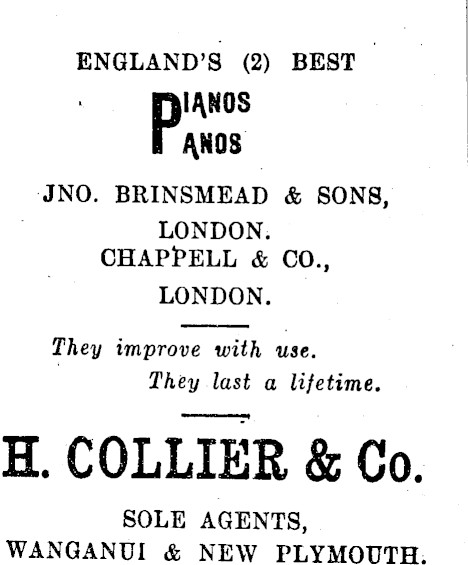 ENGLAND'S (2) BEST
PIANOS
PANOS
JNO. BRINSMEAD & SONS,
LONDON.
CHAPPELL & CO.,
LONDON.
They improve with use.
They last a lifetime.
H. COLLIER & Co.
SOLE AGENTS,
WANGANUI & NEW PLYMOUTH.